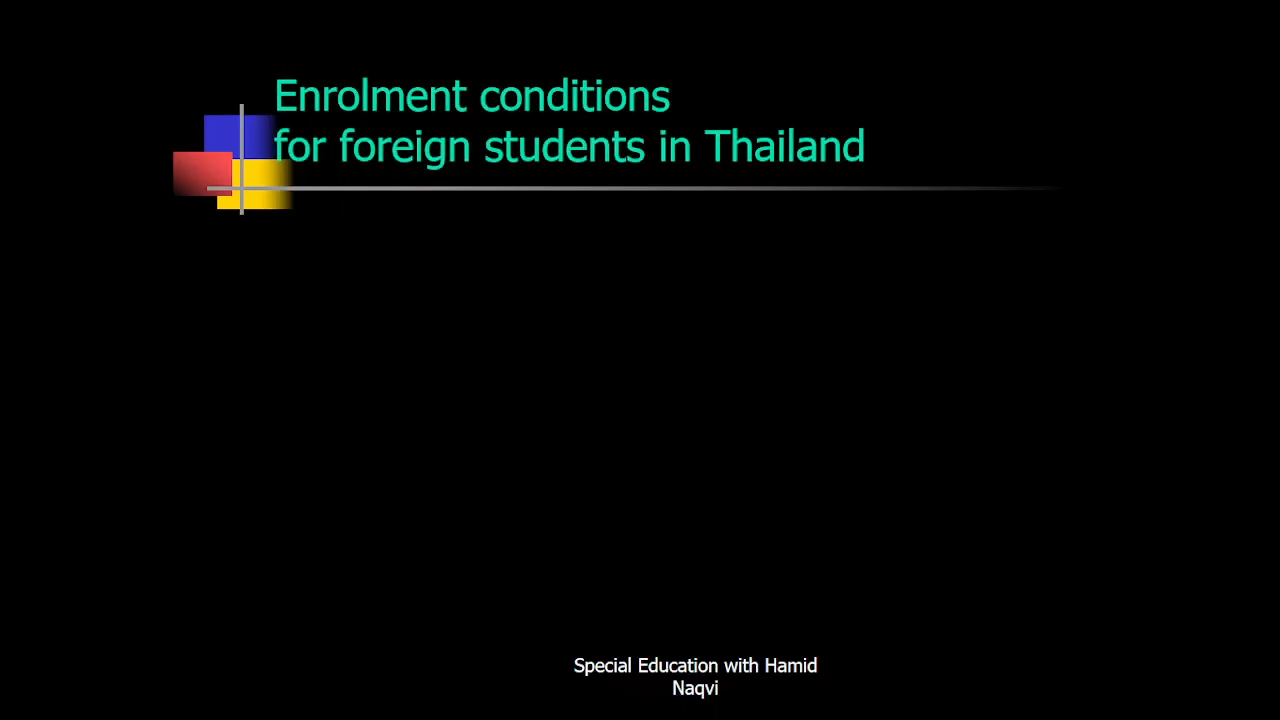 Enrolment conditions
for foreign students in Thailand
Special Education with Hamid
Naqvi